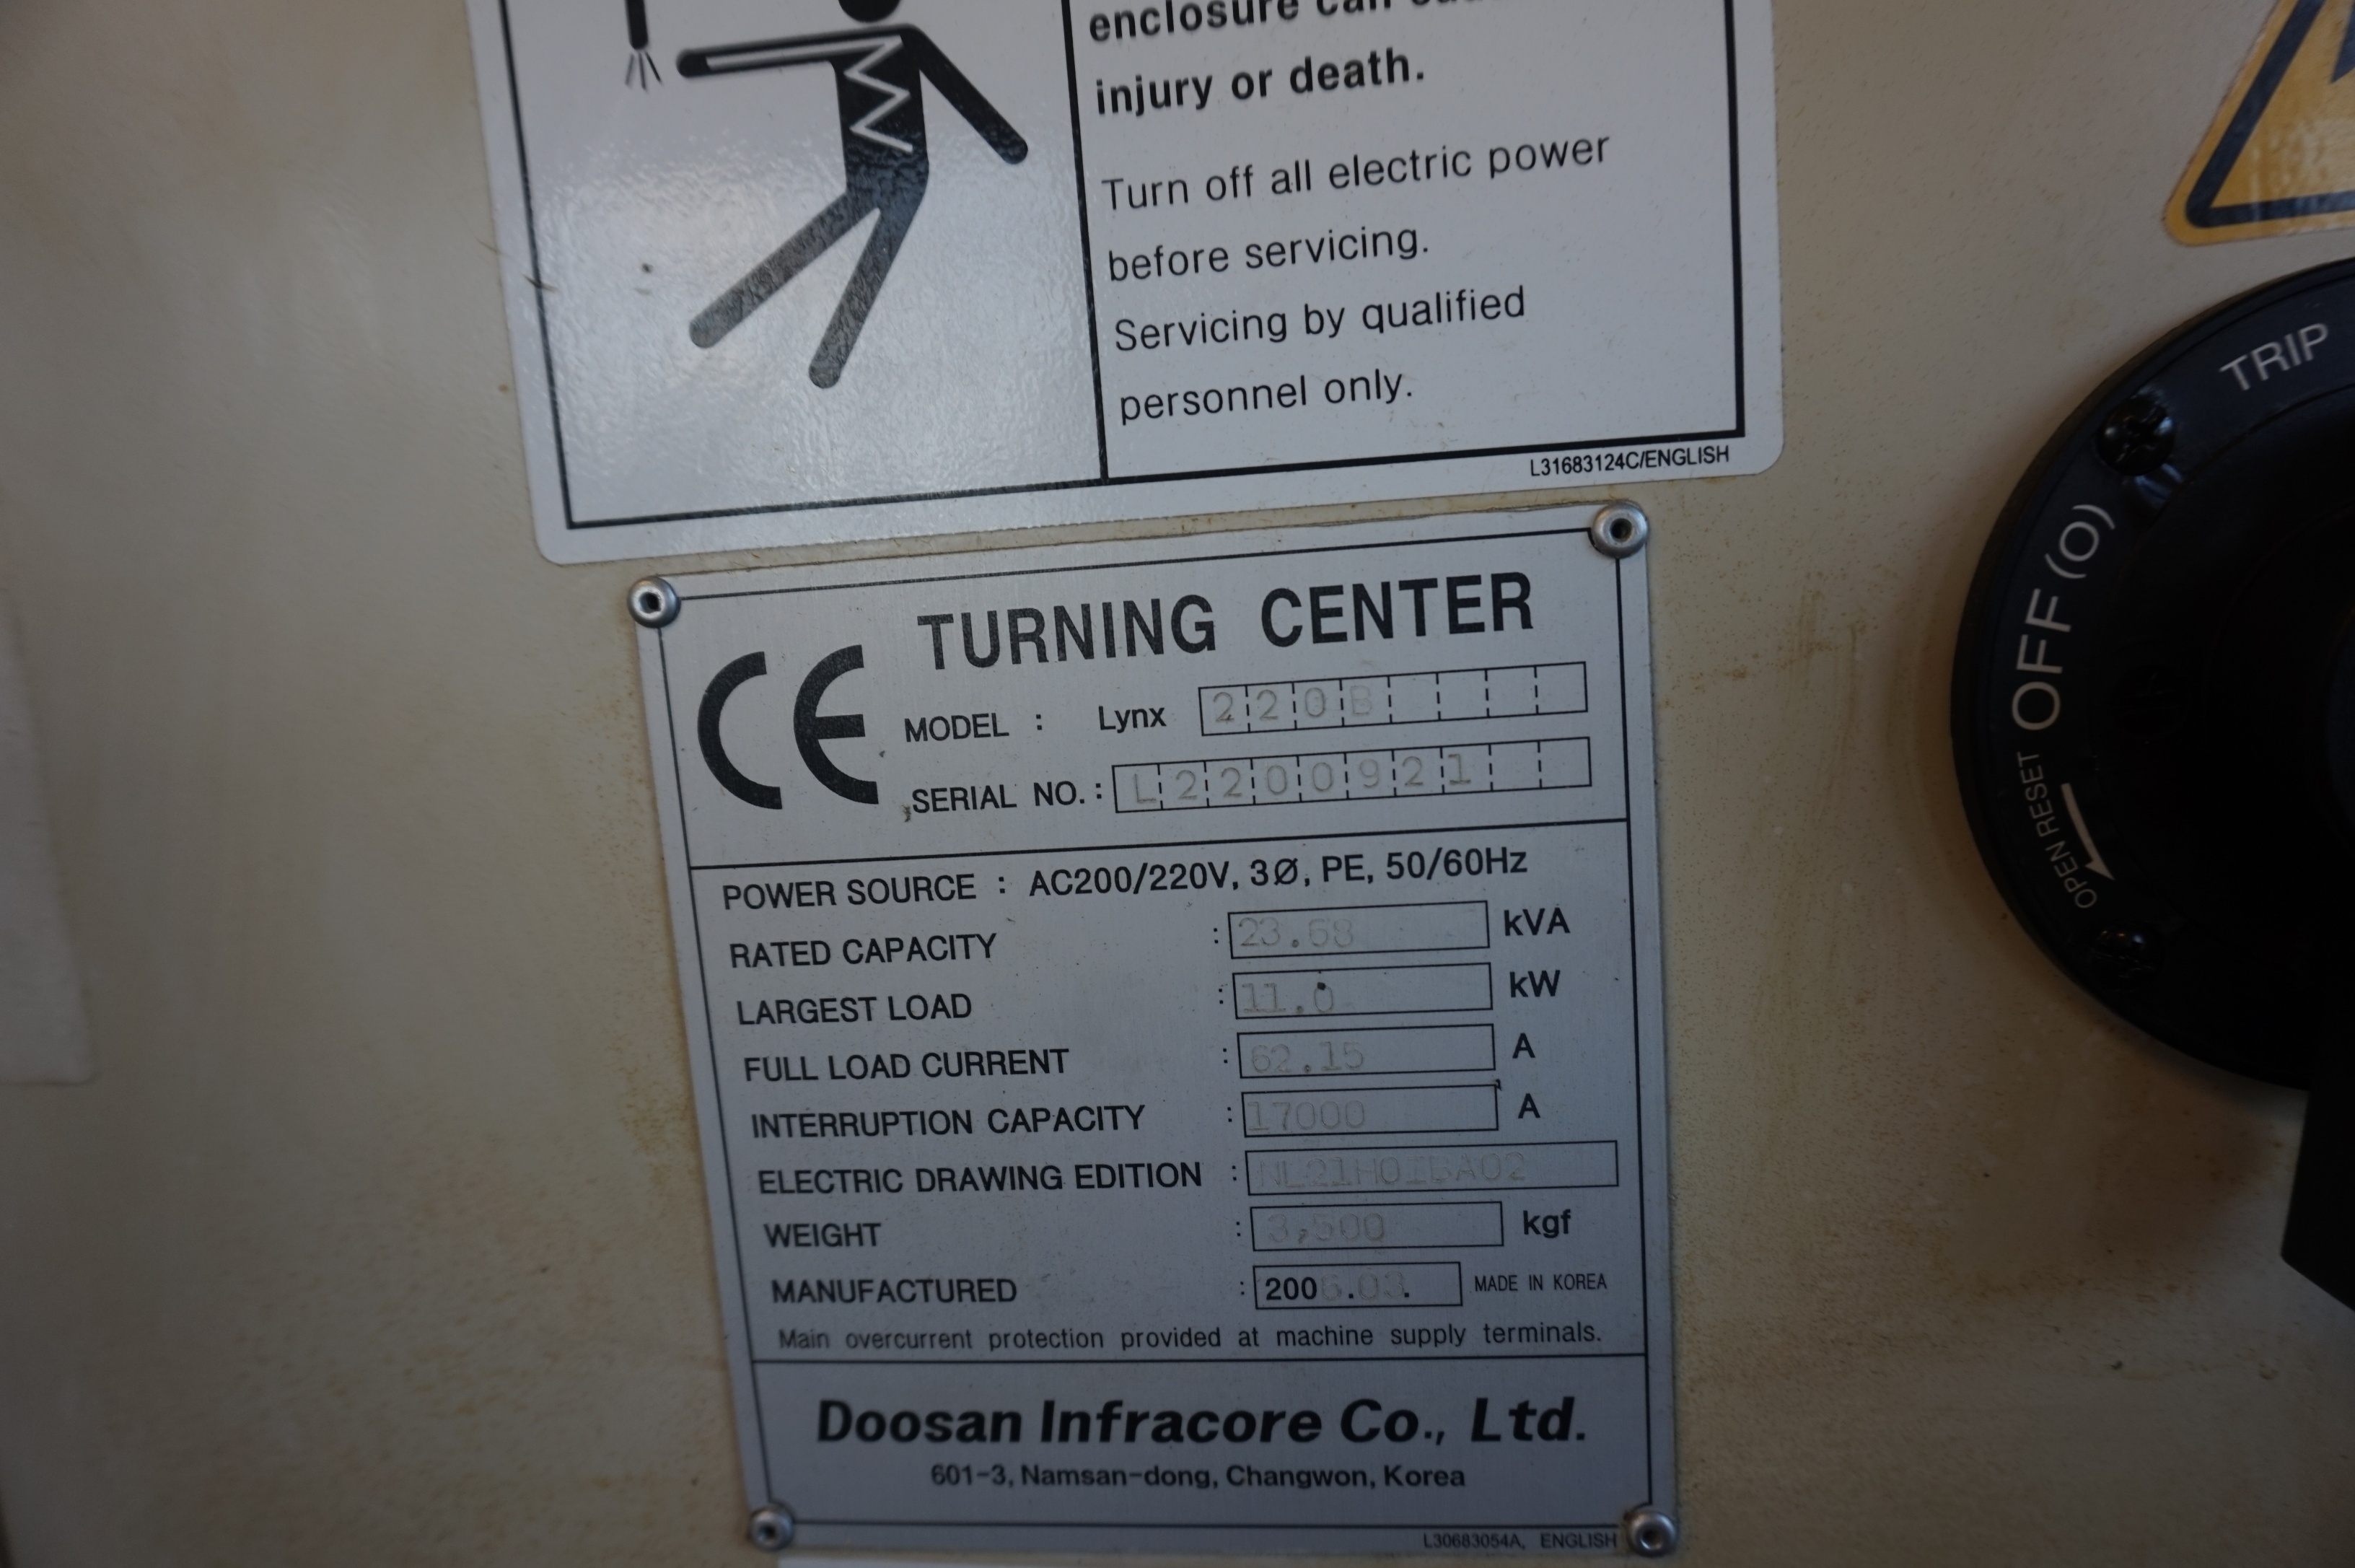 enclosure can
injury or death.
Turn off all electric power
before servicing.
Servicing by qualified
personnel only.
L31683124C/ENGLISH
TRIP
OFF (O)
OPEN RESET
CE
TURNING CENTER
MODEL : Lynx 220B
SERIAL NO. : L2200921
POWER SOURCE : AC200/220V, 3Ø, PE, 50/60Hz
RATED CAPACITY : 23.68 kVA
LARGEST LOAD : 11.0 kW
FULL LOAD CURRENT : 62.15 A
INTERRUPTION CAPACITY : 17000 A
ELECTRIC DRAWING EDITION :
WEIGHT : 3,500 kgf
MANUFACTURED : 2006.03. MADE IN KOREA
Main overcurrent protection provided at machine supply terminals.
Doosan Infracore Co., Ltd.
601-3, Namsan-dong, Changwon, Korea
L30683054A, ENGLISH